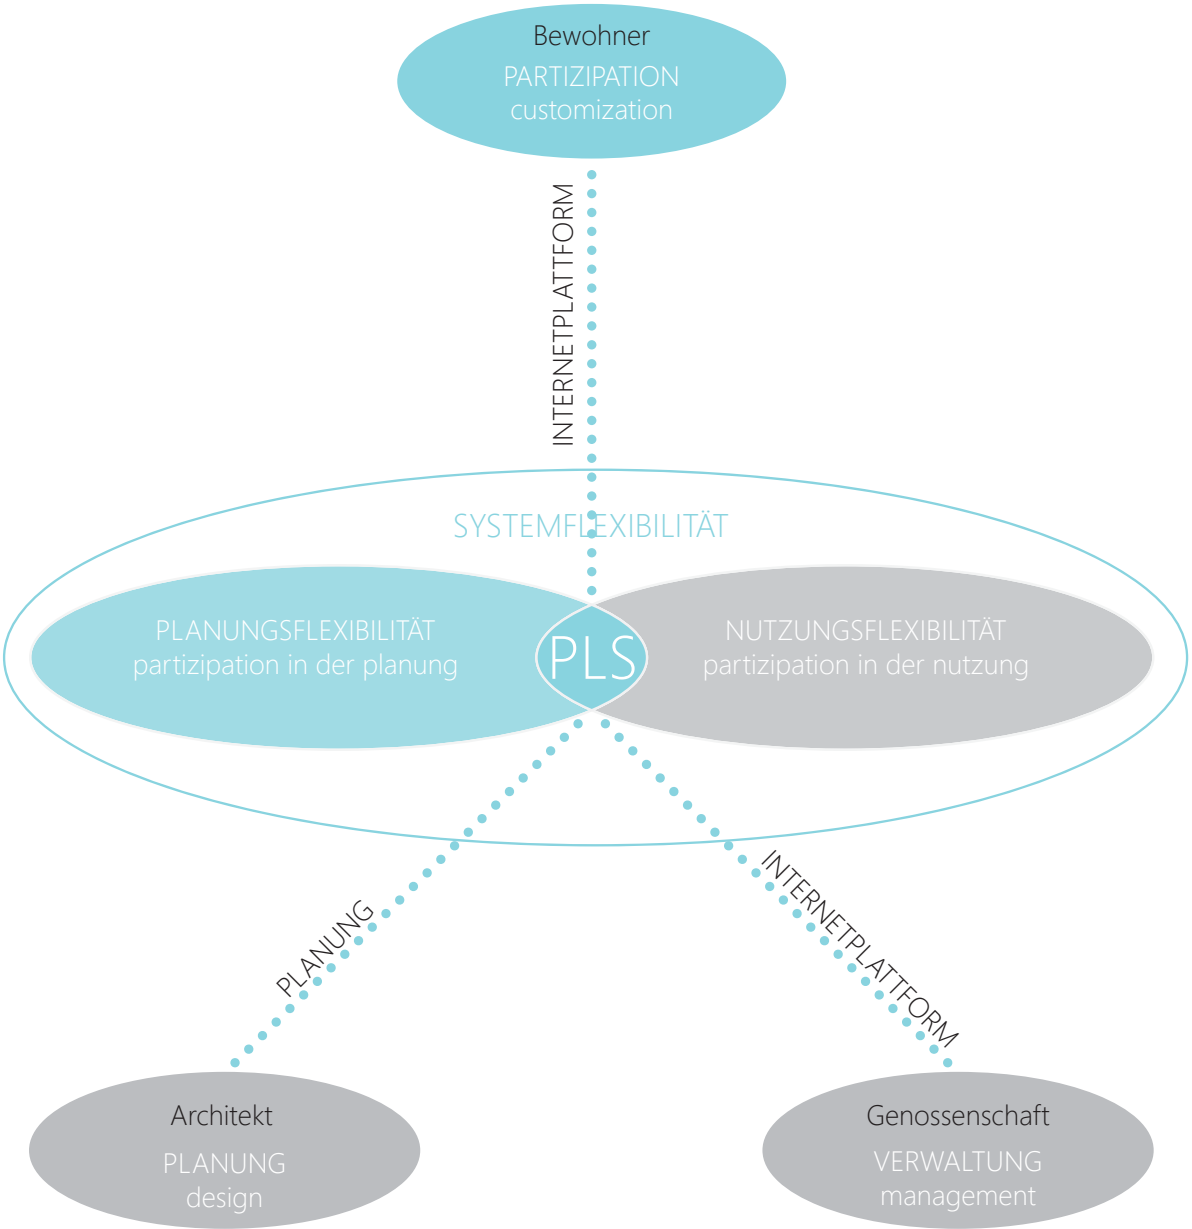 Bewohner
PARTIZIPATION
customization
INTERNETPLATTFORM
SYSTEMFLEXIBILITÄT
PLANUNGSFLEXIBILITÄT
partizipation in der planung
PLS
NUTZUNGSFLEXIBILITÄT
partizipation in der nutzung
PLANUNG
INTERNETPLATTFORM
Architekt
PLANUNG
design
Genossenschaft
VERWALTUNG
management